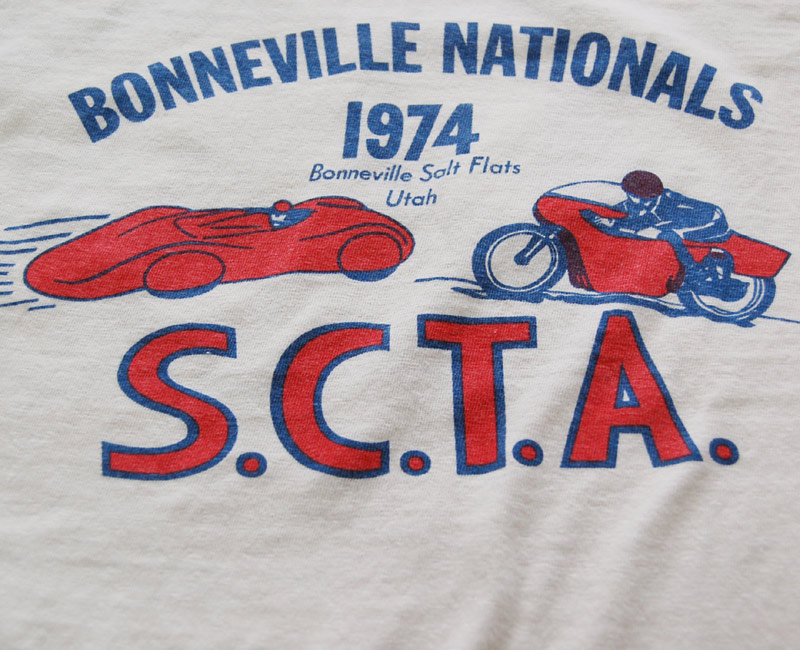 BONNEVILLE NATIONALS
1974
Bonneville Salt Flats
Utah
S.C.T.A.